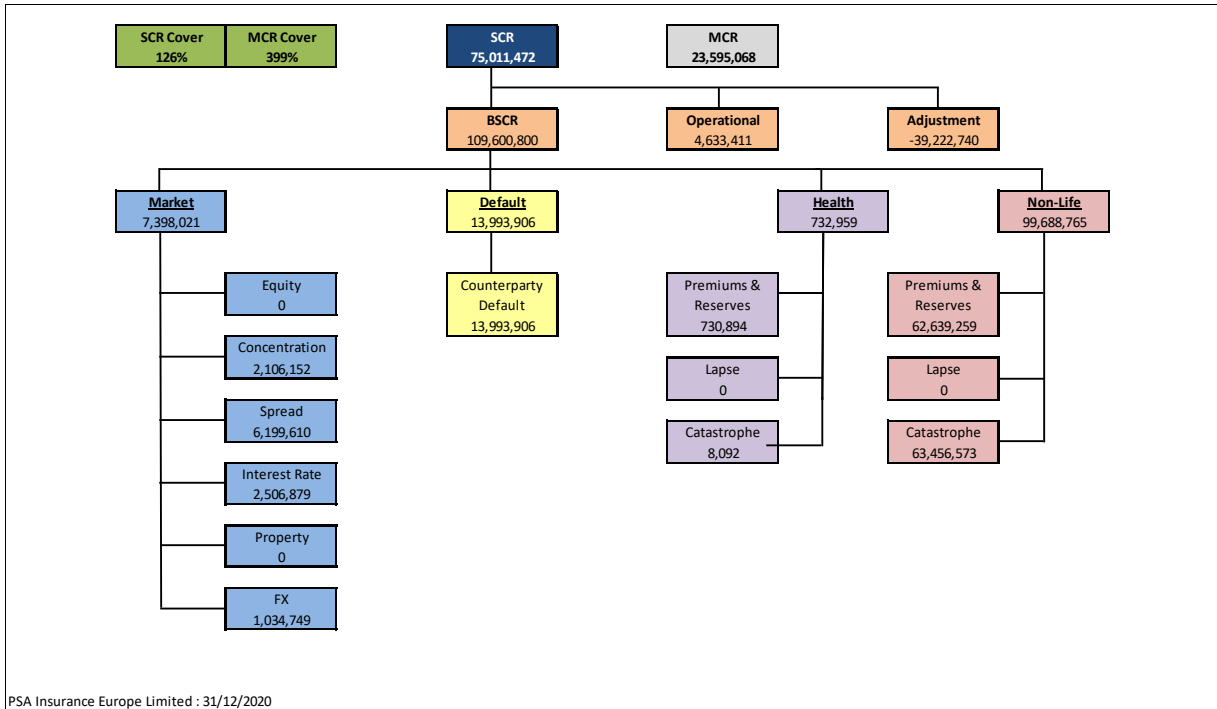 SCR Cover
126%
MCR Cover
399%
SCR
75,011,472
MCR
23,595,068
BSCR
109,600,800
Operational
4,633,411
Adjustment
-39,222,740
Market
7,398,021
Default
13,993,906
Health
732,959
Non-Life
99,688,765
Equity
0
Concentration
2,106,152
Spread
6,199,610
Interest Rate
2,506,879
Property
0
FX
1,034,749
Counterparty
Default
13,993,906
Premiums &
Reserves
730,894
Lapse
0
Catastrophe
8,092
Premiums &
Reserves
62,639,259
Lapse
0
Catastrophe
63,456,573
PSA Insurance Europe Limited : 31/12/2020